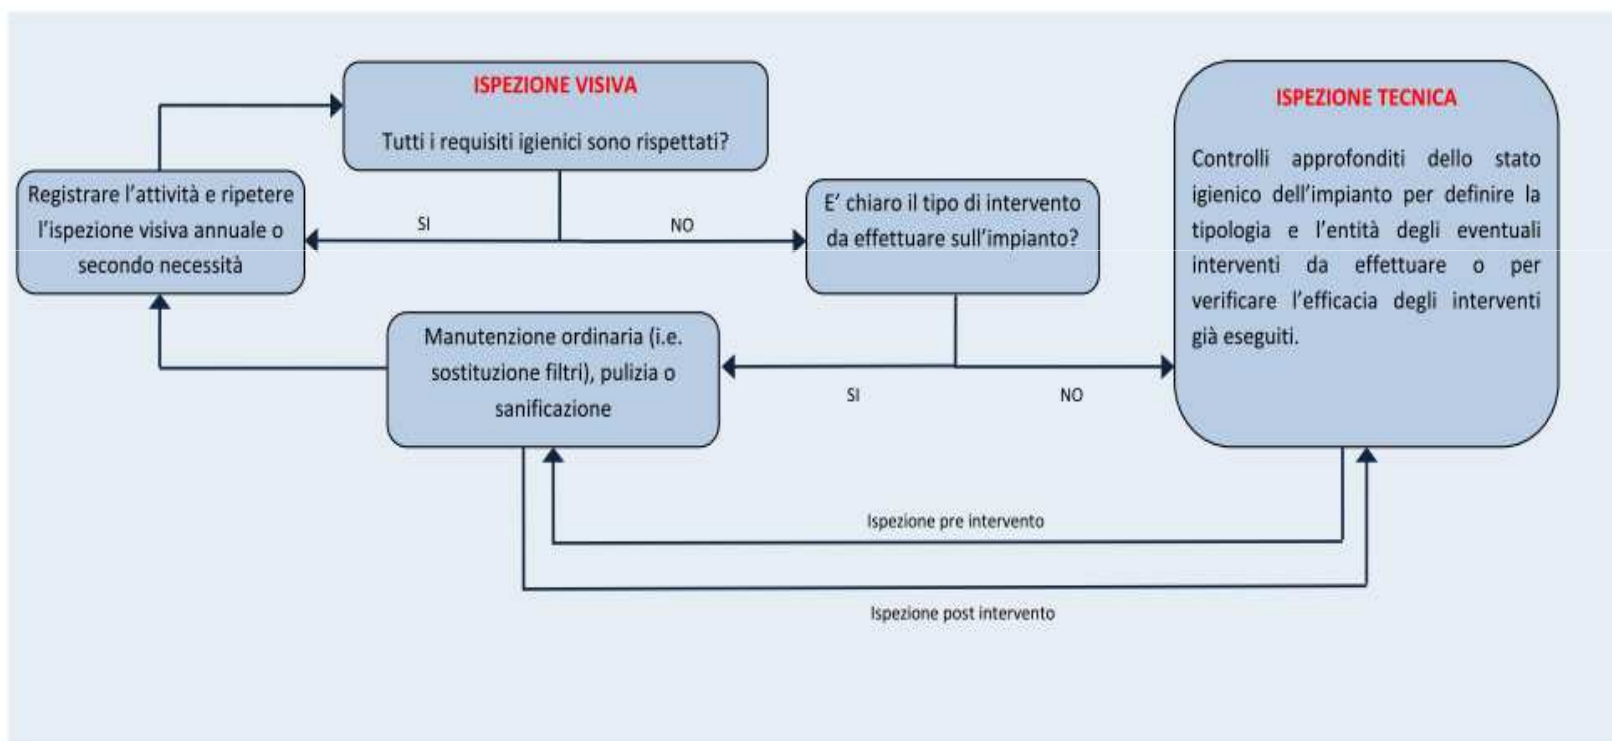 ISPEZIONE VISIVA
Tutti i requisiti igienici sono rispettati?
ISPEZIONE TECNICA
Controlli approfonditi dello stato
igienico dell'impianto per definire la
tipologia e l'entità degli eventuali
interventi da effettuare o per
verificare l'efficacia degli interventi
già eseguiti.
Registrare l'attività e ripetere
l'ispezione visiva annuale o
secondo necessità
SI
NO
E' chiaro il tipo di intervento
da effettuare sull'impianto?
Manutenzione ordinaria (i.e.
sostituzione filtri), pulizia o
sanificazione
SI
NO
Ispezione pre intervento
Ispezione post intervento